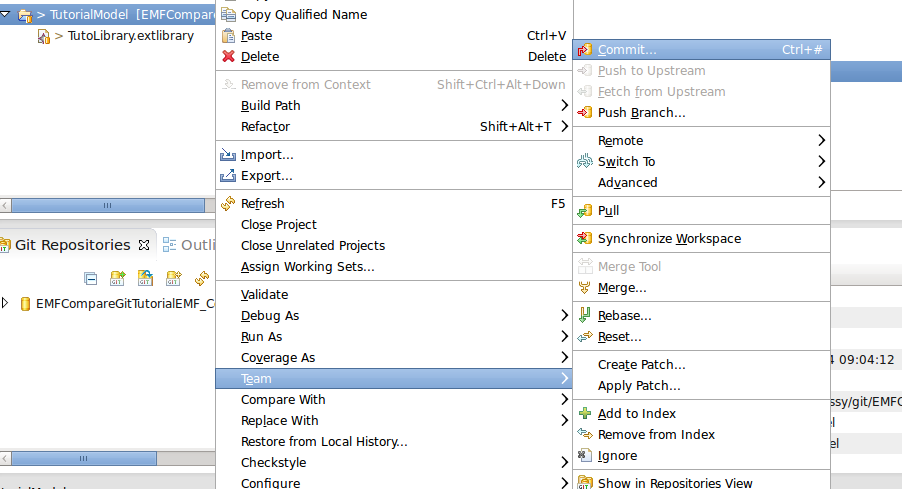 > TutorialModel [EMFCompare
> TutoLibrary.extlibrary
Git Repositories
Outli
EMFCompareGitTutorialEMF_C
Copy Qualified Name
Paste Ctrl+V
Delete Delete
Remove from Context Shift+Ctrl+Alt+Down
Build Path
Refactor Shift+Alt+T
Import...
Export...
Refresh F5
Close Project
Close Unrelated Projects
Assign Working Sets...
Validate
Debug As
Run As
Coverage As
Team
Compare With
Replace With
Restore from Local History...
Checkstyle
Configure
Commit... Ctrl+#
Push to Upstream
Fetch from Upstream
Push Branch...
Remote
Switch To
Advanced
Pull
Synchronize Workspace
Merge Tool
Merge...
Rebase...
Reset...
Create Patch...
Apply Patch...
Add to Index
Remove from Index
Ignore
Show in Repositories View
4 09:04:12
ssy/git/EMFC
el
del